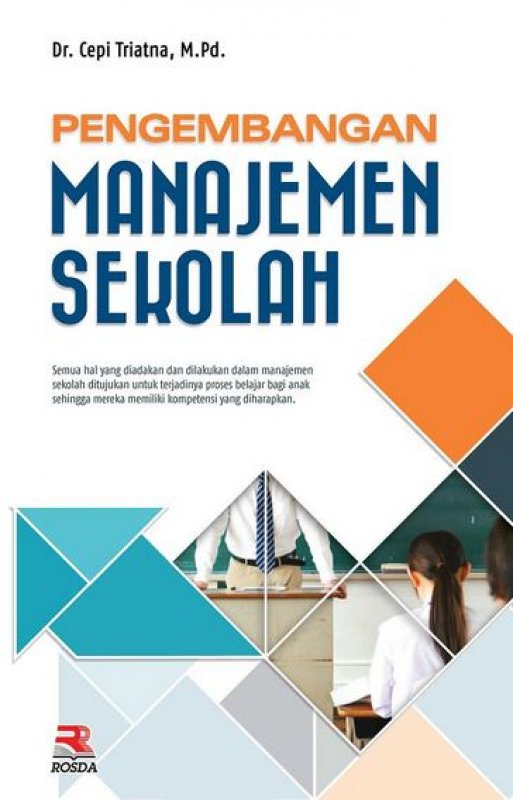 Dr. Cepi Triatna, M.Pd.
PENGEMBANGAN
MANAJEMEN
SEKOLAH
Semua hal yang diadakan dan dilakukan dalam manajemen
sekolah ditujukan untuk terjadinya proses belajar bagi anak
sehingga mereka memiliki kompetensi yang diharapkan.
ROSDA